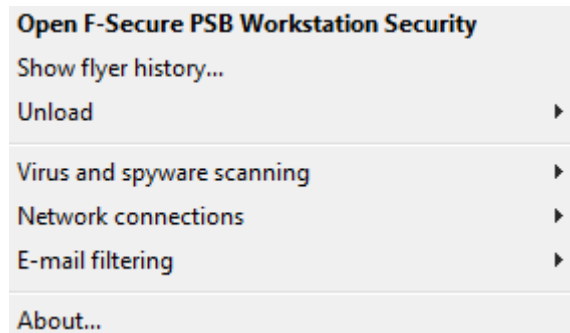 Open F-Secure PSB Workstation Security
Show flyer history...
Unload
Virus and spyware scanning
Network connections
E-mail filtering
About...